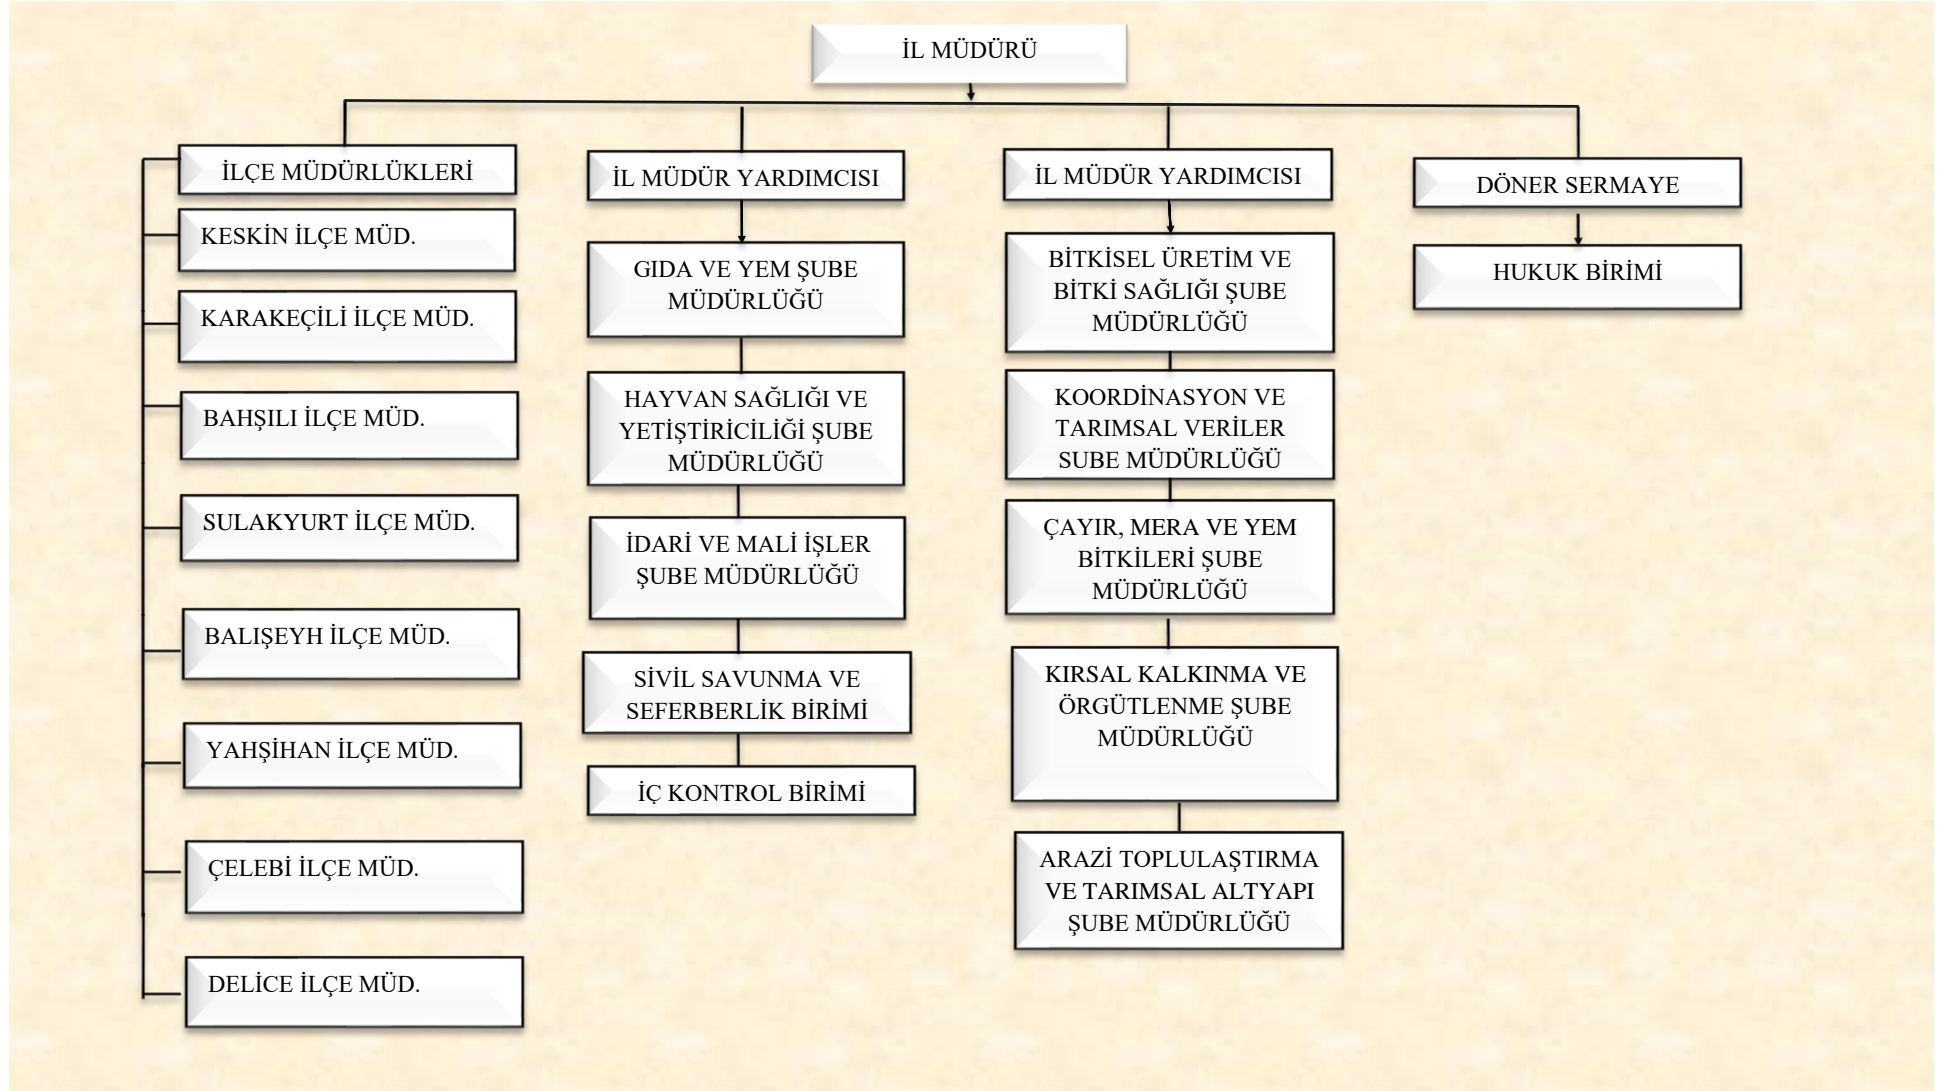 İL MÜDÜRÜ
İLÇE MÜDÜRLÜKLERİ
KESKİN İLÇE MÜD.
KARAKEÇİLİ İLÇE MÜD.
BAHŞILI İLÇE MÜD.
SULAKYURT İLÇE MÜD.
BALIŞEYH İLÇE MÜD.
YAHŞİHAN İLÇE MÜD.
ÇELEBİ İLÇE MÜD.
DELİCE İLÇE MÜD.
İL MÜDÜR YARDIMCISI
GIDA VE YEM ŞUBE
MÜDÜRLÜĞÜ
HAYVAN SAĞLIĞI VE
YETİŞTİRİCİLİĞİ ŞUBE
MÜDÜRLÜĞÜ
İDARİ VE MALİ İŞLER
ŞUBE MÜDÜRLÜĞÜ
SİVİL SAVUNMA VE
SEFERBERLİK BİRİMİ
İÇ KONTROL BİRİMİ
İL MÜDÜR YARDIMCISI
BİTKİSEL ÜRETİM VE
BİTKİ SAĞLIĞI ŞUBE
MÜDÜRLÜĞÜ
KOORDİNASYON VE
TARIMSAL VERİLER
SUBE MÜDÜRLÜĞÜ
ÇAYIR, MERA VE YEM
BİTKİLERİ ŞUBE
MÜDÜRLÜĞÜ
KIRSAL KALKINMA VE
ÖRGÜTLENME ŞUBE
MÜDÜRLÜĞÜ
ARAZİ TOPLULAŞTIRMA
VE TARIMSAL ALTYAPI
ŞUBE MÜDÜRLÜĞÜ
DÖNER SERMAYE
HUKUK BİRİMİ